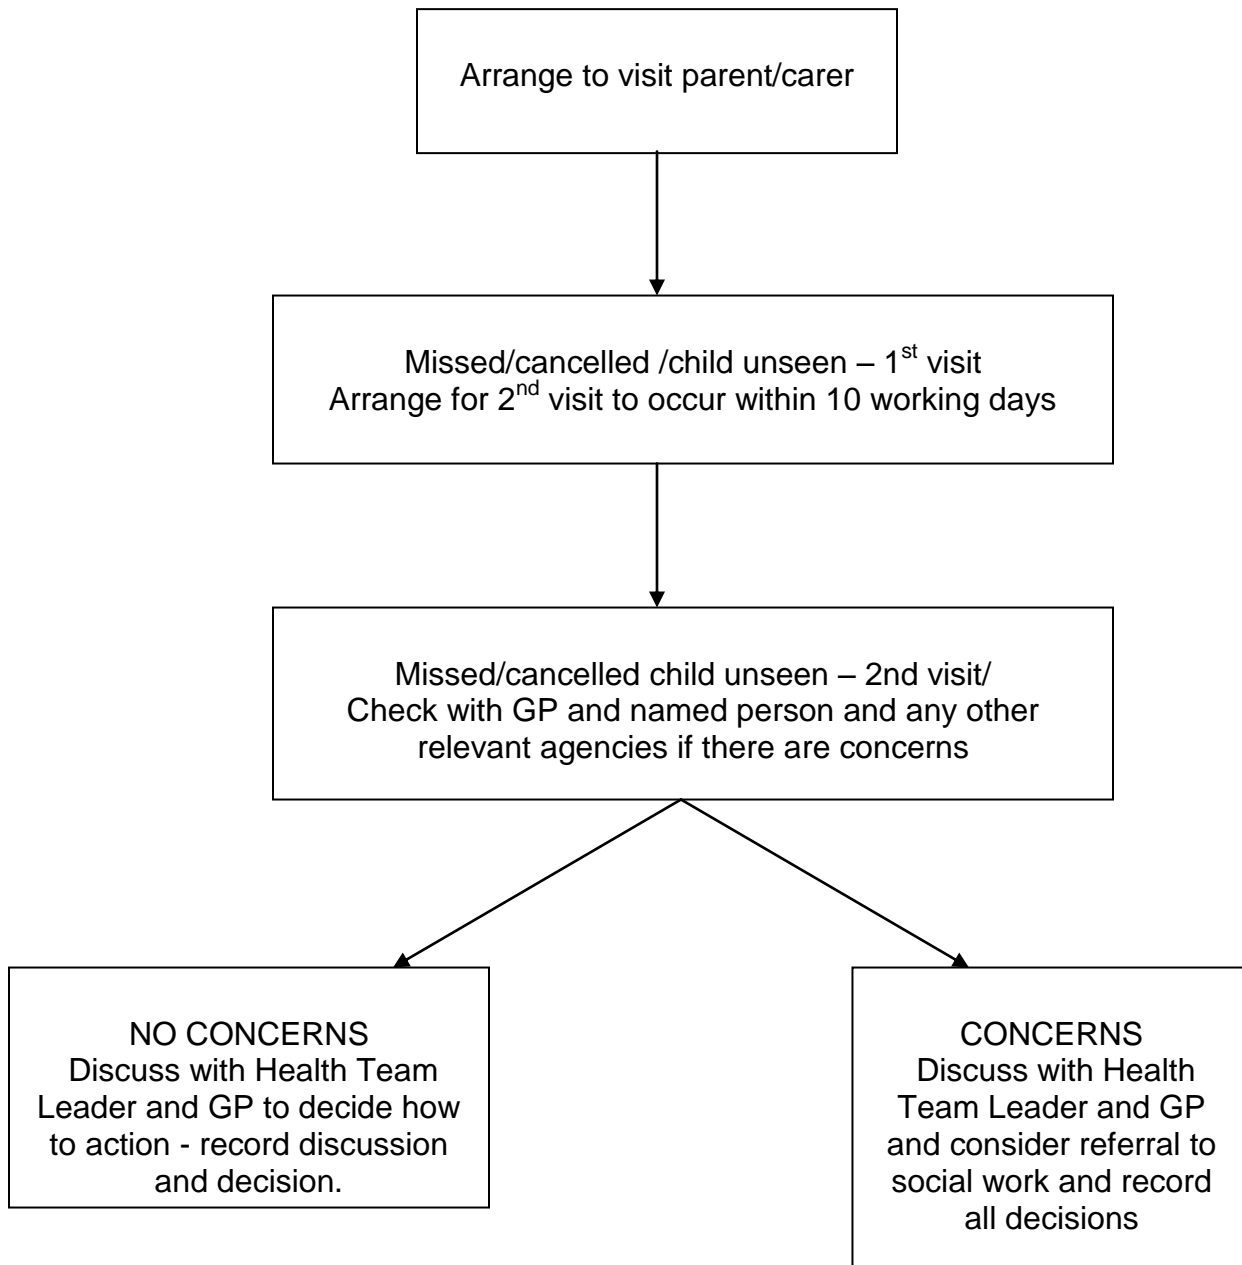 Arrange to visit parent/carer
Missed/cancelled /child unseen – 1st visit
Arrange for 2nd visit to occur within 10 working days
Missed/cancelled child unseen – 2nd visit/
Check with GP and named person and any other
relevant agencies if there are concerns
NO CONCERNS
Discuss with Health Team
Leader and GP to decide how
to action - record discussion
and decision.
CONCERNS
Discuss with Health
Team Leader and GP
and consider referral to
social work and record
all decisions